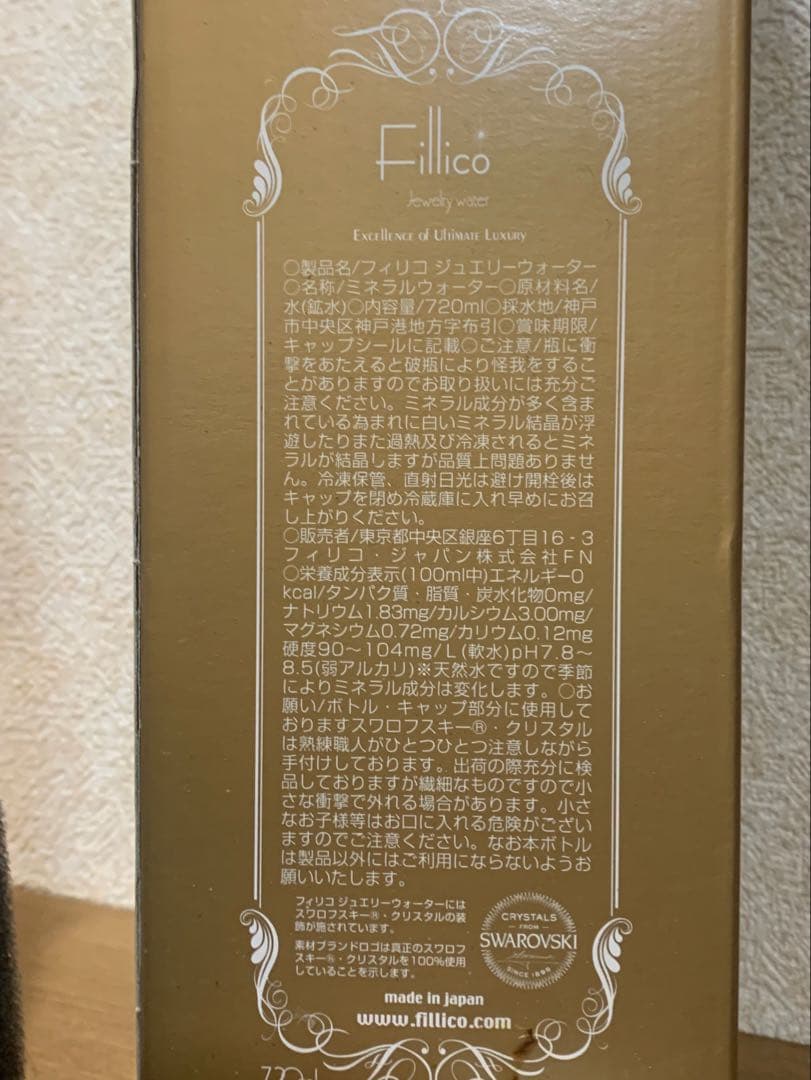 Fillico
Jewelry water
Excellence of Ultimate Luxury
○製品名/フィリコ ジュエリーウォーター
○名称/ミネラルウォーター○原材料名/
水(鉱水)○内容量/720ml○採水地/神戸
市中央区神戸港地方字布引○賞味期限/
キャップシールに記載○ご注意/瓶に衝
撃をあたえると破瓶により怪我をするこ
とがありますのでお取り扱いには充分ご
注意ください。ミネラル成分が多く含ま
れている為まれに白いミネラル結晶が浮
遊したりまた過熱及び冷凍されるとミネ
ラルが結晶しますが品質上問題ありませ
ん。冷凍保管、直射日光は避け開栓後は
キャップを閉め冷蔵庫に入れ早めにお召
し上がりください。
○販売者/東京都中央区銀座6丁目16-3
フィリコ・ジャパン株式会社FN
○栄養成分表示(100ml中)エネルギー0
kcal/タンパク質・脂質・炭水化物0mg/
ナトリウム1.83mg/カルシウム3.00mg/
マグネシウム0.72mg/カリウム0.12mg
硬度90～104mg/L(軟水)pH7.8～
8.5(弱アルカリ)※天然水ですので季節
によりミネラル成分は変化します。○お
願い/ボトル・キャップ部分に使用して
おりますスワロフスキー®・クリスタル
は熟練職人がひとつひとつ注意しながら
手付けしております。出荷の際充分に検
品しておりますが繊細なものですので小
さな衝撃で外れる場合があります。小さ
なお子様等はお口に入れる危険がござい
ますのでご注意ください。なお本ボトル
は製品以外にはご利用にならないようお
願いいたします。
フィリコ ジュエリーウォーターには
スワロフスキー®・クリスタルの装
飾が施されています。
素材ブランドロゴは真正のスワロフ
スキー®・クリスタルを100%使用
していることを示します。
CRYSTALS
FROM
SWAROVSKI
SINCE 1895
made in japan
www.fillico.com